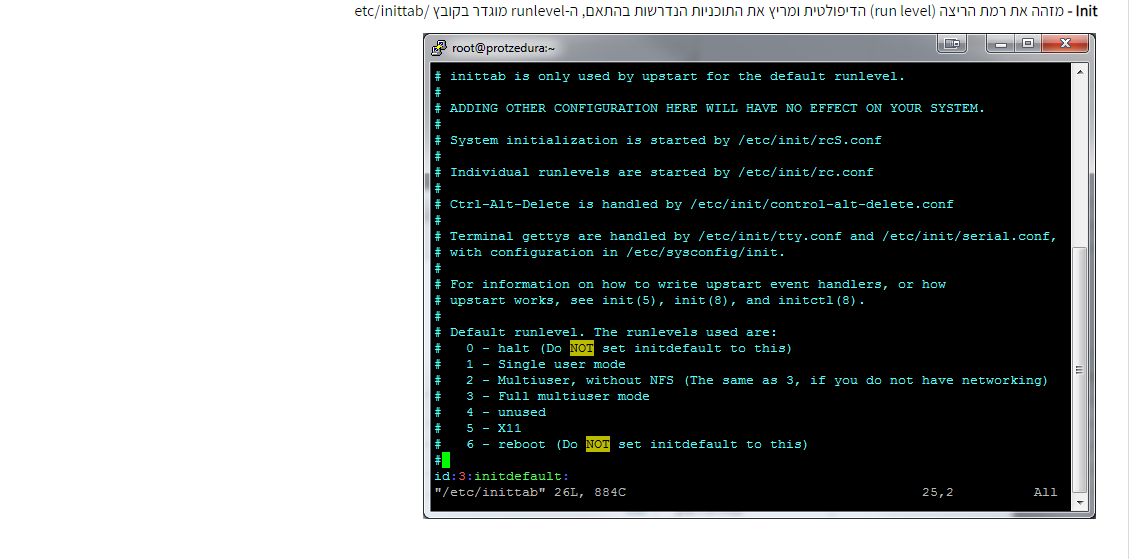 Init - מזהה את רמת הריצה (run level) הדיפולטית ומריץ את התוכניות הנדרשות בהתאם, ה-runlevel מוגדר בקובץ /etc/inittab
root@protzedura:~
# inittab is only used by upstart for the default runlevel.
#
# ADDING OTHER CONFIGURATION HERE WILL HAVE NO EFFECT ON YOUR SYSTEM.
#
# System initialization is started by /etc/init/rcS.conf
#
# Individual runlevels are started by /etc/init/rc.conf
#
# Ctrl-Alt-Delete is handled by /etc/init/control-alt-delete.conf
#
# Terminal gettys are handled by /etc/init/tty.conf and /etc/init/serial.conf,
# with configuration in /etc/sysconfig/init.
#
# For information on how to write upstart event handlers, or how
# upstart works, see init(5), init(8), and initctl(8).
#
# Default runlevel. The runlevels used are:
#   0 - halt (Do NOT set initdefault to this)
#   1 - Single user mode
#   2 - Multiuser, without NFS (The same as 3, if you do not have networking)
#   3 - Full multiuser mode
#   4 - unused
#   5 - X11
#   6 - reboot (Do NOT set initdefault to this)
#
id:3:initdefault:
"/etc/inittab" 26L, 884C 25,2 All